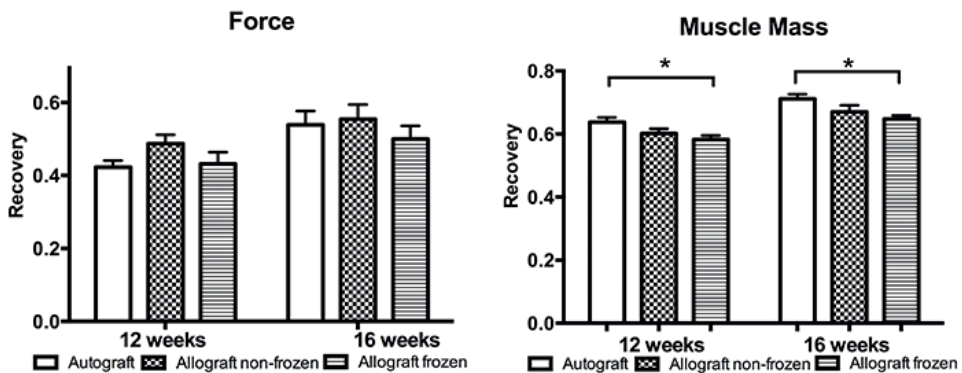 Force
Recovery
0.6
0.4
0.2
0.0
12 weeks
16 weeks
Autograft
Allograft non-frozen
Allograft frozen
Muscle Mass
Recovery
0.8
0.6
0.4
0.2
0.0
*
*
12 weeks
16 weeks
Autograft
Allograft non-frozen
Allograft frozen